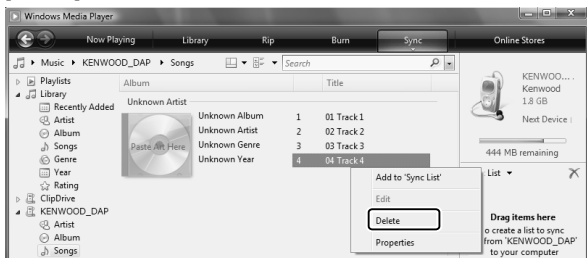 Windows Media Player
Now Playing Library Rip Burn Sync Online Stores
Music KENWOOD_DAP Songs Search
Playlists
Library
Recently Added
Artist
Album
Songs
Genre
Year
Rating
ClipDrive
KENWOOD_DAP
Artist
Album
Songs
Album Title
Unknown Artist
Paste Art Here
Unknown Album 1 01 Track 1
Unknown Artist 2 02 Track 2
Unknown Genre 3 03 Track 3
Unknown Year 4 04 Track 4
Add to 'Sync List'
Edit
Delete
Properties
KENWOO...
Kenwood
1.8 GB
Next Device
444 MB remaining
List
Drag items here
o create a list to sync
from 'KENWOOD_DAP'
to your computer